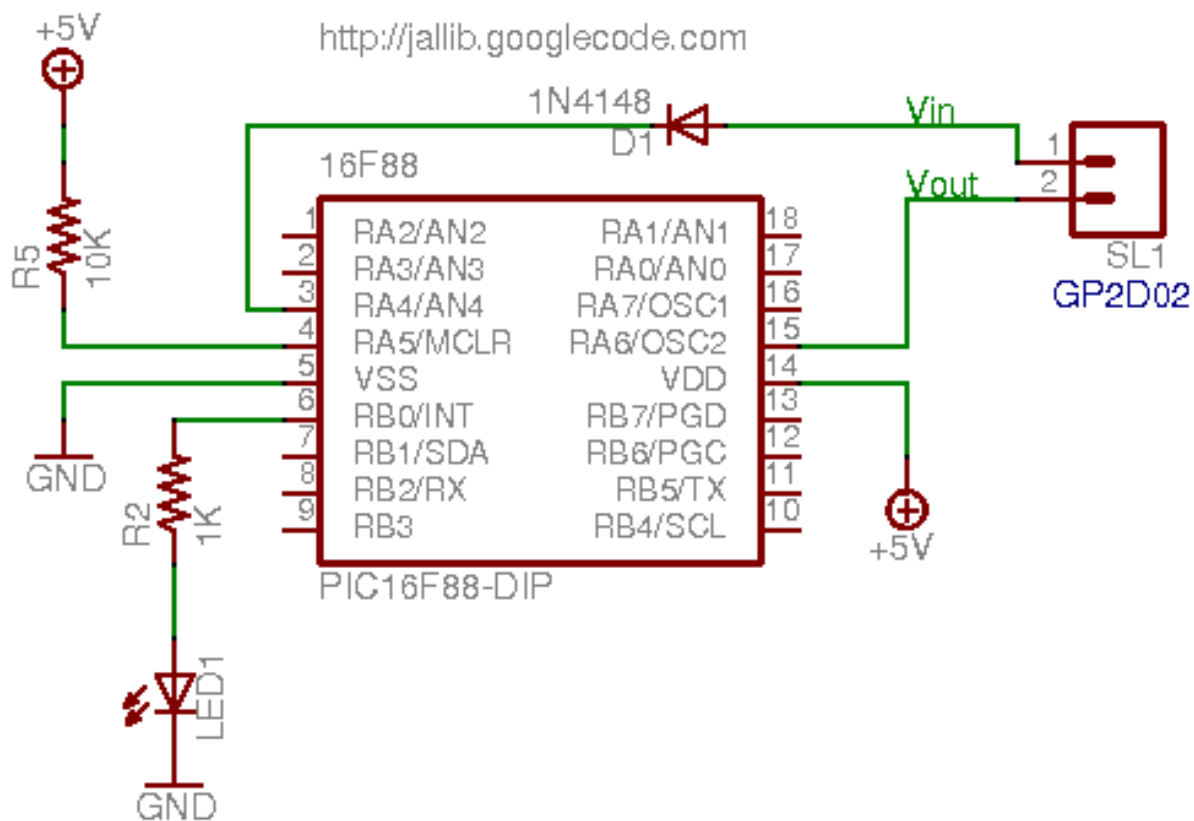 +5V
http://jallib.googlecode.com
1N4148
D1
Vin
1
2
Vout
SL1
GP2D02
R5
10K
16F88
1 RA2/AN2 RA1/AN1 18
2 RA3/AN3 RA0/AN0 17
3 RA4/AN4 RA7/OSC1 16
4 RA5/MCLR RA6/OSC2 15
5 VSS VDD 14
6 RB0/INT RB7/PGD 13
7 RB1/SDA RB6/PGC 12
8 RB2/RX RB5/TX 11
9 RB3 RB4/SCL 10
PIC16F88-DIP
GND
R2
1K
+5V
LED1
GND